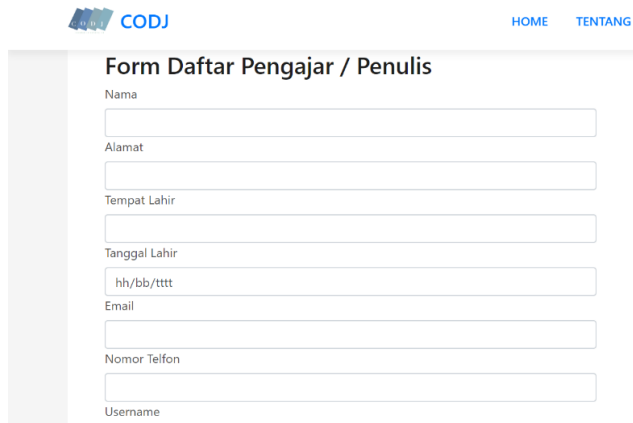 CODJ CODJ HOME TENTANG
Form Daftar Pengajar / Penulis
Nama
Alamat
Tempat Lahir
Tanggal Lahir
hh/bb/tttt
Email
Nomor Telfon
Username